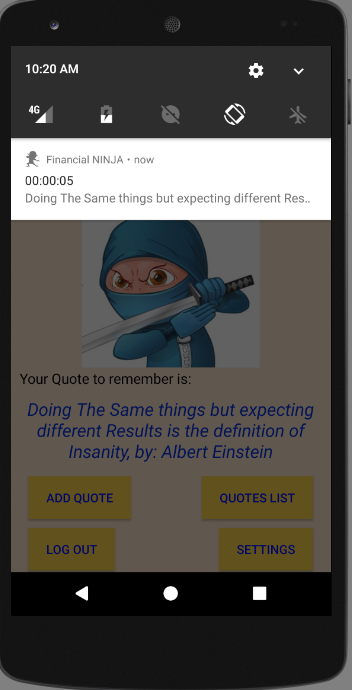 10:20 AM
4G
Financial NINJA • now
00:00:05
Doing The Same things but expecting different Res..
Your Quote to remember is:
Doing The Same things but expecting
different Results is the definition of
Insanity, by: Albert Einstein
ADD QUOTE
QUOTES LIST
LOG OUT
SETTINGS